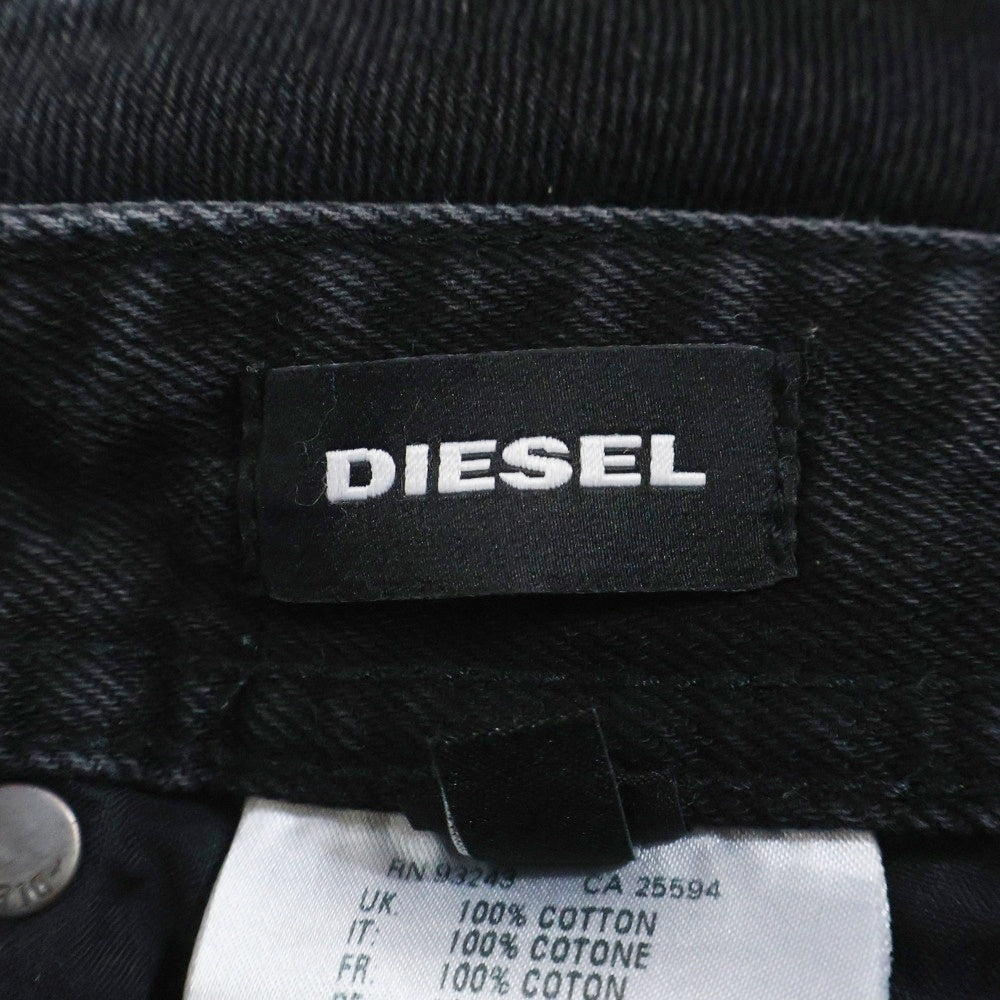 DIESEL
RN 93243 CA 25594
UK. 100% COTTON
IT: 100% COTONE
FR. 100% COTON